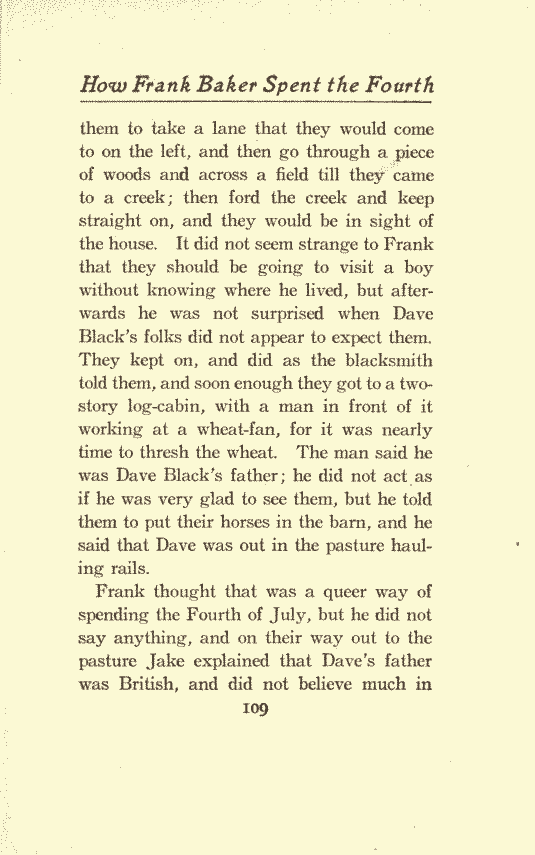 How Frank Baker Spent the Fourth
them to take a lane that they would come
to on the left, and then go through a piece
of woods and across a field till they came
to a creek; then ford the creek and keep
straight on, and they would be in sight of
the house. It did not seem strange to Frank
that they should be going to visit a boy
without knowing where he lived, but after-
wards he was not surprised when Dave
Black's folks did not appear to expect them.
They kept on, and did as the blacksmith
told them, and soon enough they got to a two-
story log-cabin, with a man in front of it
working at a wheat-fan, for it was nearly
time to thresh the wheat. The man said he
was Dave Black's father; he did not act as
if he was very glad to see them, but he told
them to put their horses in the barn, and he
said that Dave was out in the pasture haul-
ing rails.
Frank thought that was a queer way of
spending the Fourth of July, but he did not
say anything, and on their way out to the
pasture Jake explained that Dave's father
was British, and did not believe much in
109